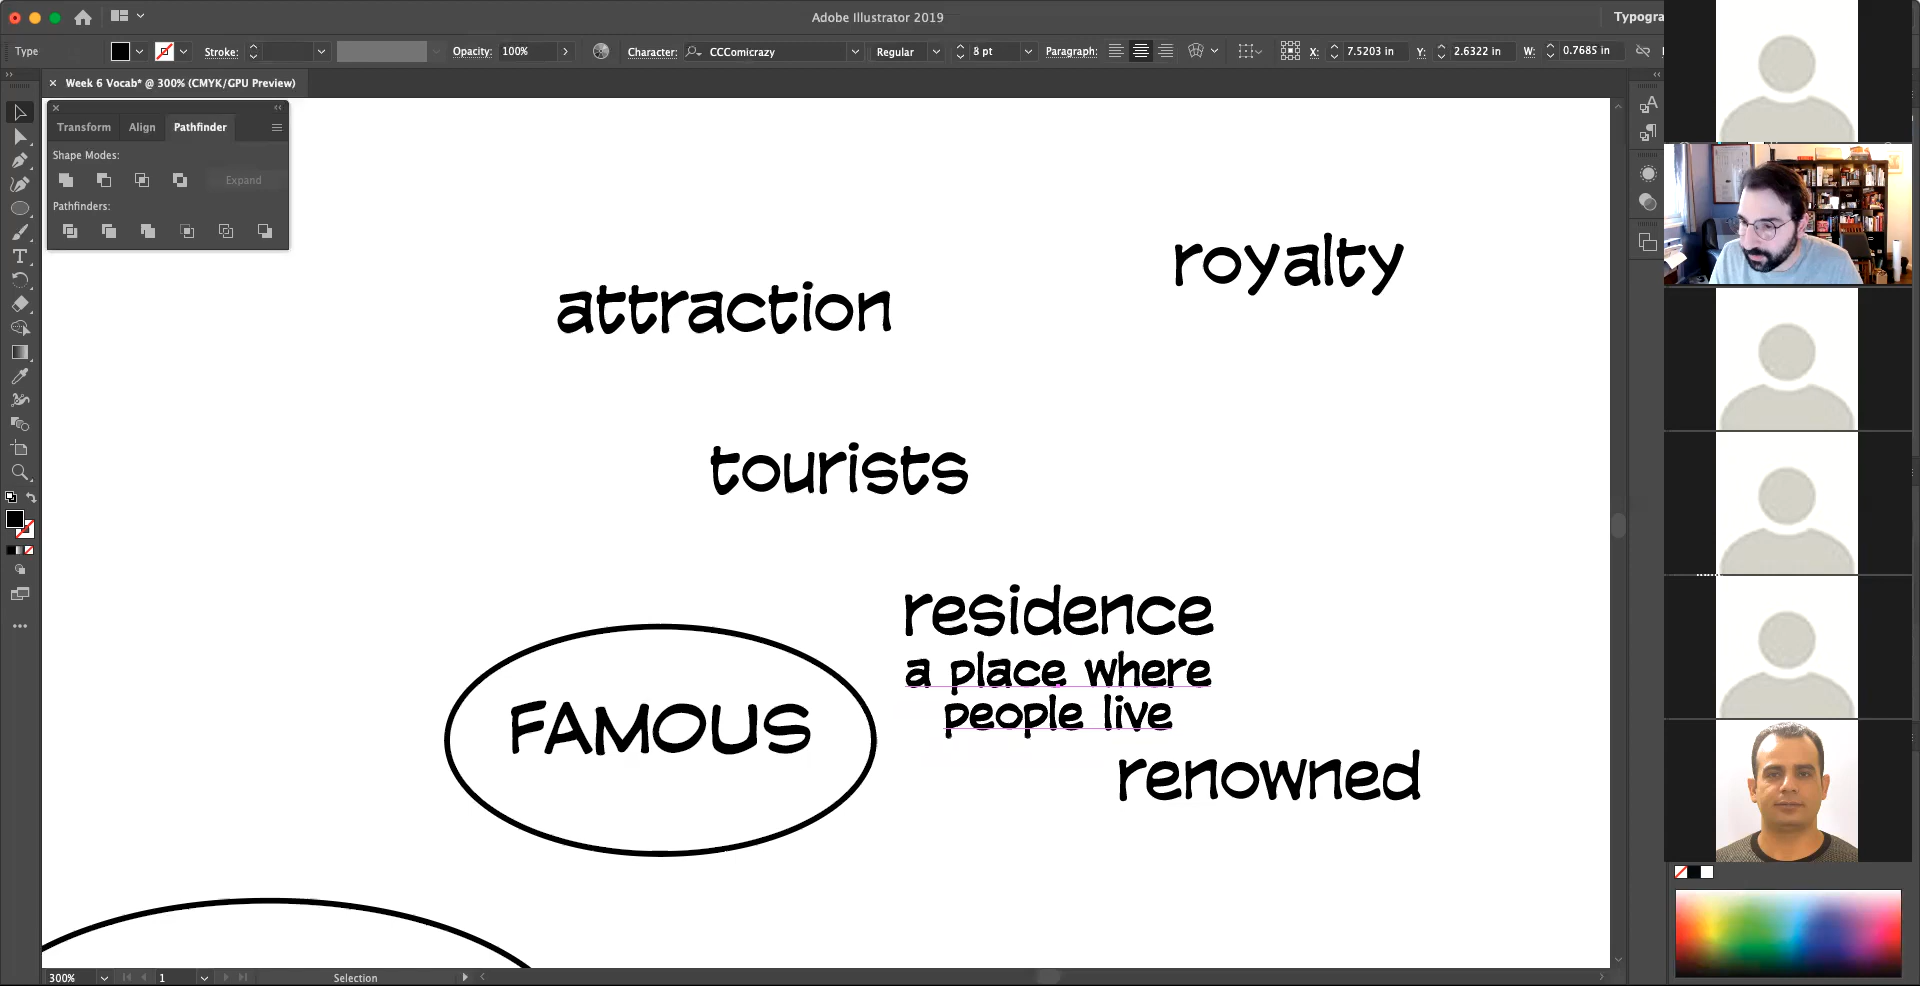 Adobe Illustrator 2019
Typogra
Type
Stroke:
Opacity: 100%
Character: CCComicrazy
Regular
8 pt
Paragraph:
X: 7.5203 in
Y: 2.6322 in
W: 0.7685 in
× Week 6 Vocab* @ 300% (CMYK/GPU Preview)
Transform Align Pathfinder
Shape Modes:
Expand
Pathfinders:
royalty
attraction
tourists
residence
a place where
people live
FAMOUS
renowned
300%
1
Selection